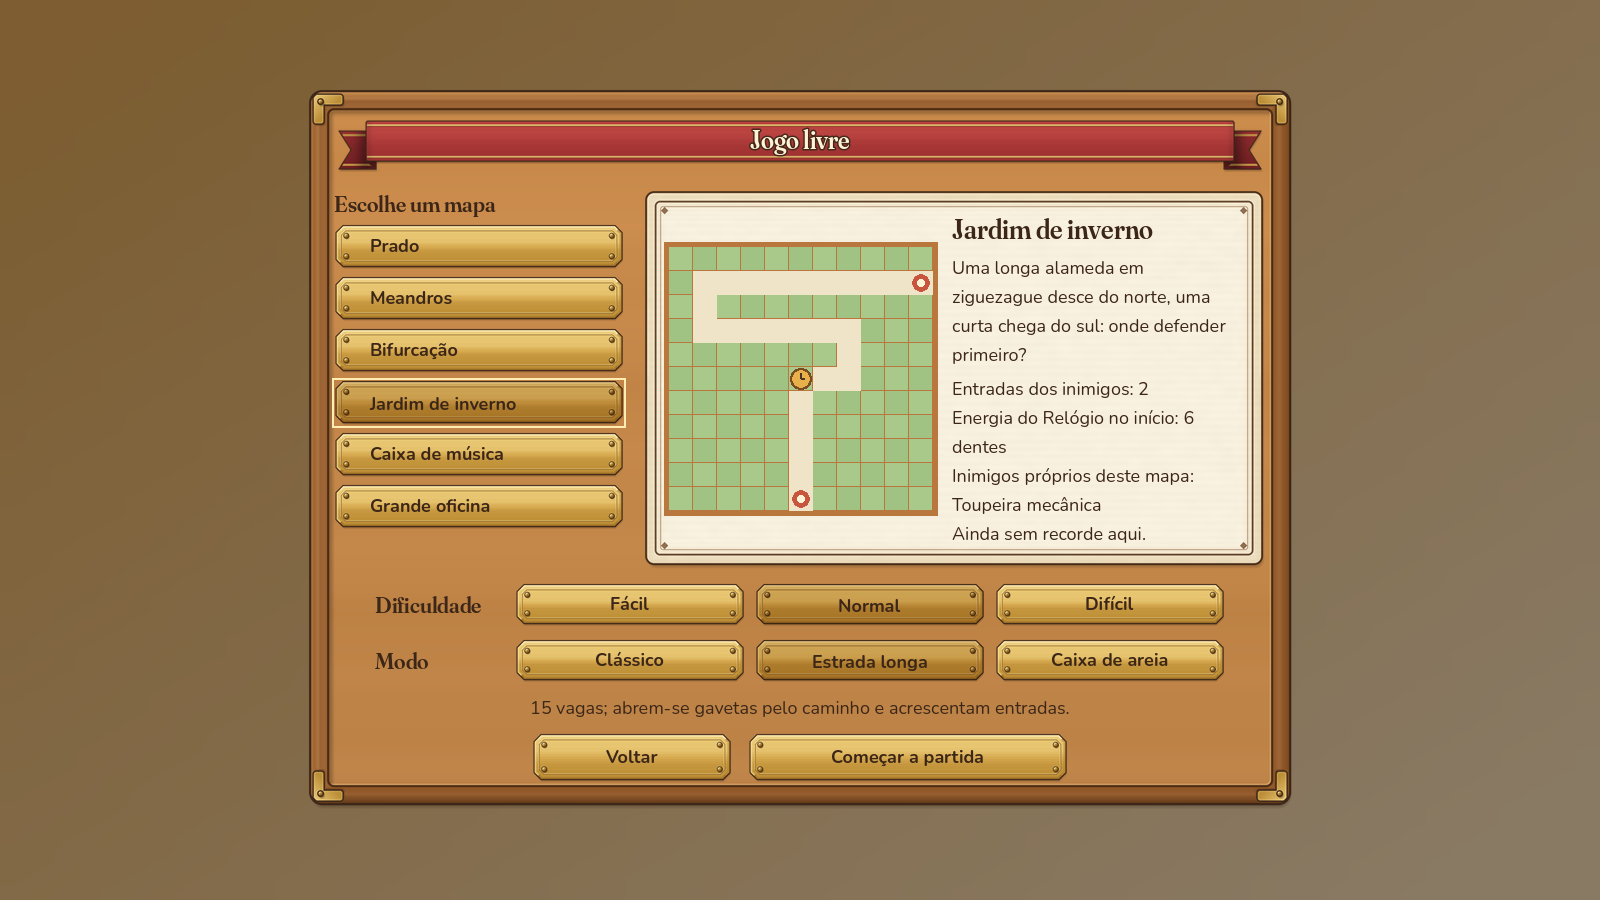 Jogo livre
Escolhe um mapa
Prado
Meandros
Bifurcação
Jardim de inverno
Caixa de música
Grande oficina
Jardim de inverno
Uma longa alameda em
ziguezague desce do norte, uma
curta chega do sul: onde defender
primeiro?
Entradas dos inimigos: 2
Energia do Relógio no início: 6
dentes
Inimigos próprios deste mapa:
Toupeira mecânica
Ainda sem recorde aqui.
Dificuldade
Fácil
Normal
Difícil
Modo
Clássico
Estrada longa
Caixa de areia
15 vagas; abrem-se gavetas pelo caminho e acrescentam entradas.
Voltar
Começar a partida